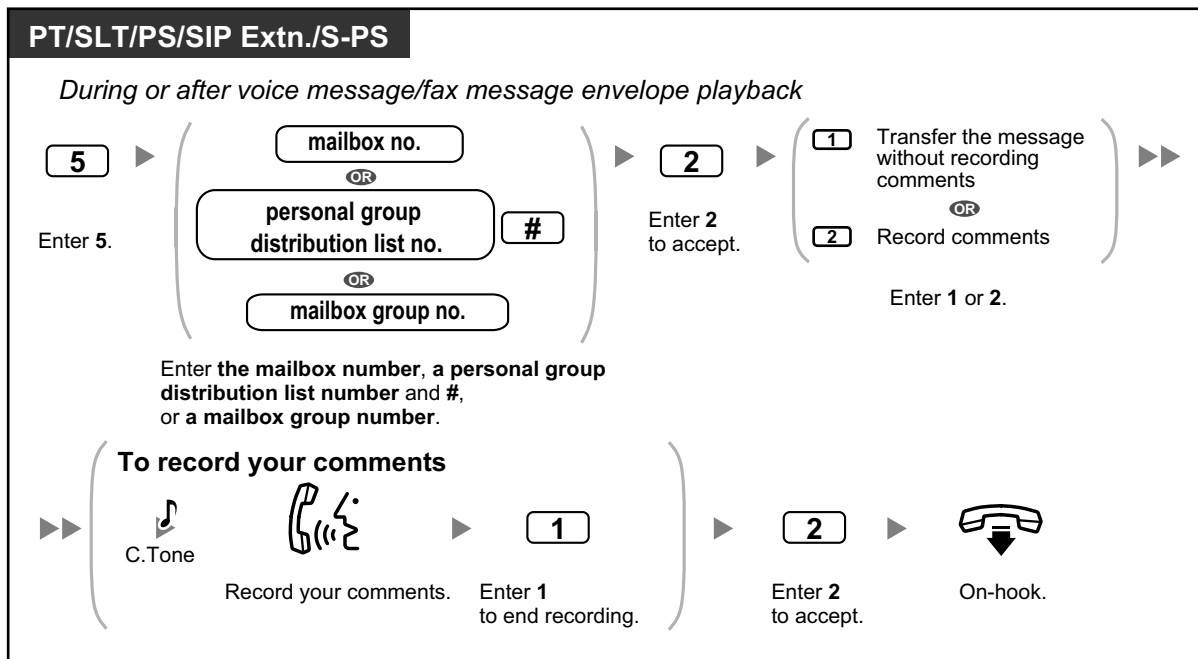 PT/SLT/PS/SIP Extn./S-PS
During or after voice message/fax message envelope playback
5
Enter 5.
mailbox no.
OR
personal group
distribution list no.
#
OR
mailbox group no.
Enter the mailbox number, a personal group
distribution list number and #,
or a mailbox group number.
2
Enter 2
to accept.
1 Transfer the message
without recording
comments
OR
2 Record comments
Enter 1 or 2.
To record your comments
C.Tone
Record your comments.
1
Enter 1
to end recording.
2
Enter 2
to accept.
On-hook.